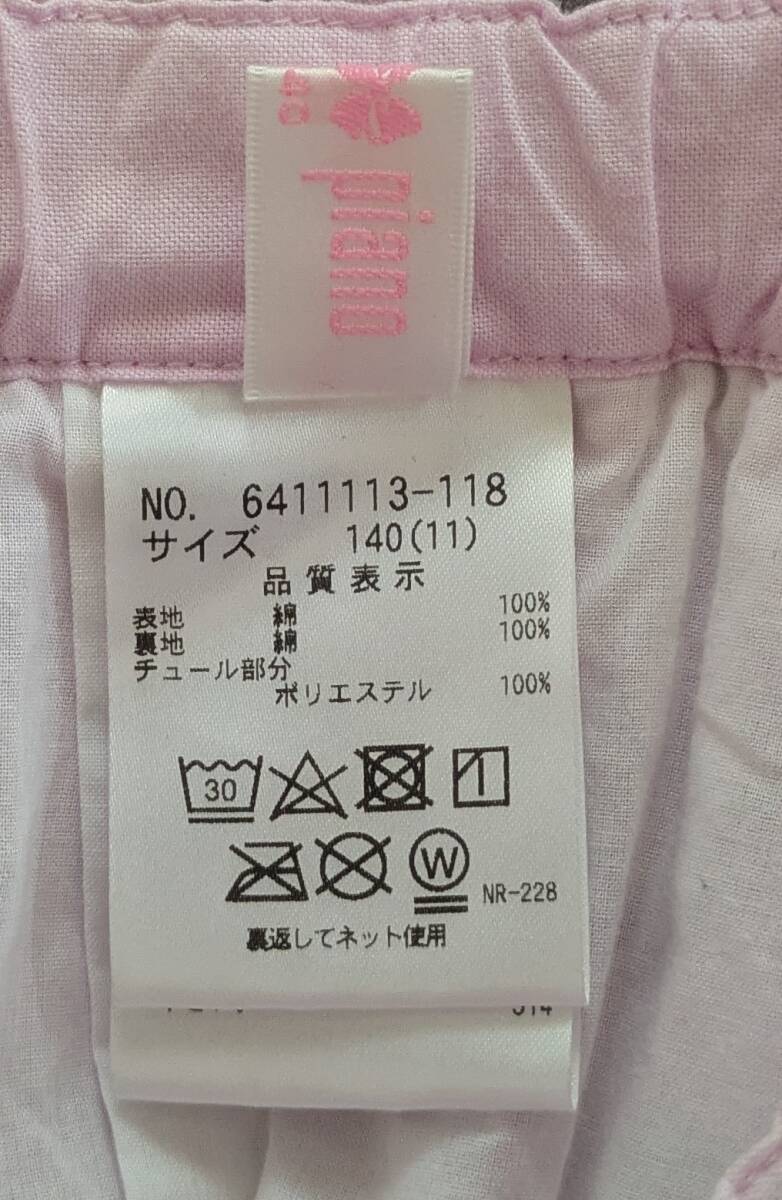 piano
NO. 6411113-118
サイズ 140(11)
品質表示
表地 綿 100%
裏地 綿 100%
チュール部分
ポリエステル 100%
30
W
NR-228
裏返してネット使用